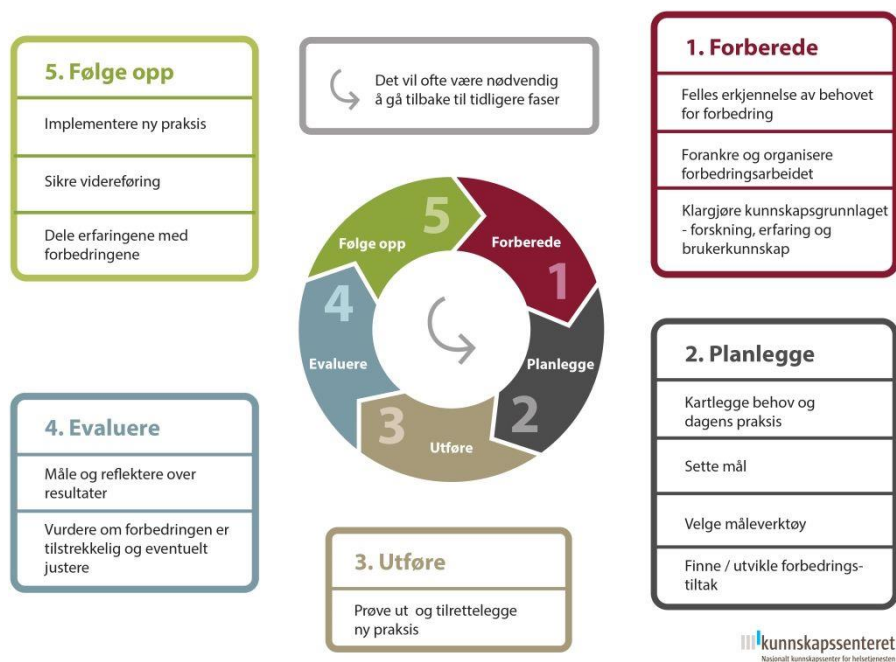 5. Følge opp
Implementere ny praksis
Sikre videreføring
Dele erfaringene med
forbedringene
Det vil ofte være nødvendig
å gå tilbake til tidligere faser
1. Forberede
Felles erkjennelse av behovet
for forbedring
Forankre og organisere
forbedringsarbeidet
Klargjøre kunnskapsgrunnlaget
- forskning, erfaring og
brukerkunnskap
5
Følge opp
Forberede
1
4
Evaluere
Planlegge
2
3
Utføre
2. Planlegge
Kartlegge behov og
dagens praksis
Sette mål
Velge måleverktøy
Finne / utvikle forbedrings-
tiltak
4. Evaluere
Måle og reflektere over
resultater
Vurdere om forbedringen er
tilstrekkelig og eventuelt
justere
3. Utføre
Prøve ut og tilrettelegge
ny praksis
kunnskapssenteret
Nasjonalt kunnskapssenter for helsetjenesten